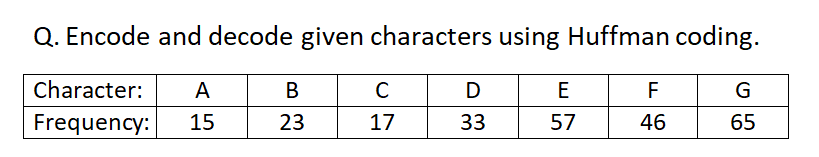 Q. Encode and decode given characters using Huffman coding.
Character: A B C D E F G
Frequency: 15 23 17 33 57 46 65